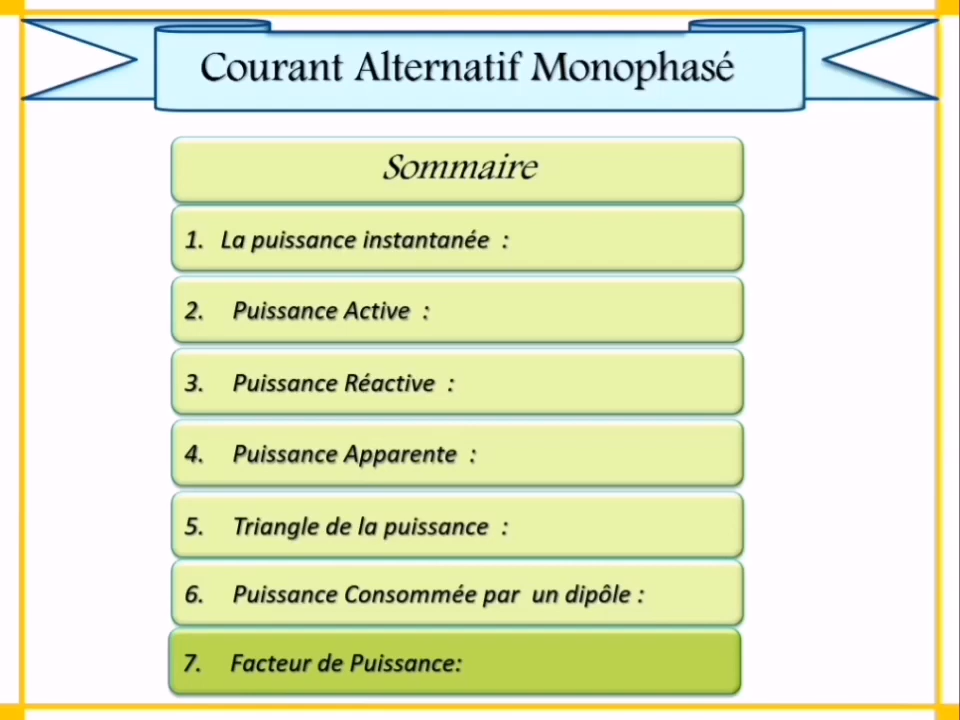 Courant Alternatif Monophasé
Sommaire
1. La puissance instantanée :
2. Puissance Active :
3. Puissance Réactive :
4. Puissance Apparente :
5. Triangle de la puissance :
6. Puissance Consommée par un dipôle :
7. Facteur de Puissance: